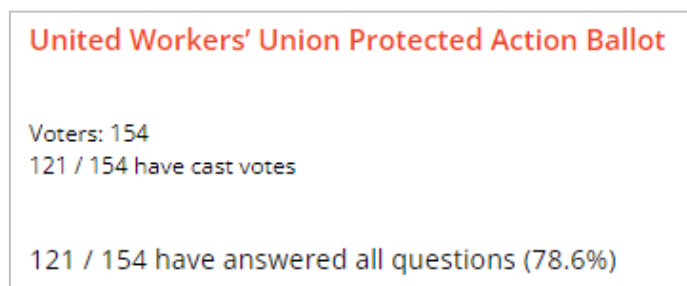 United Workers’ Union Protected Action Ballot
Voters: 154
121 / 154 have cast votes
121 / 154 have answered all questions (78.6%)